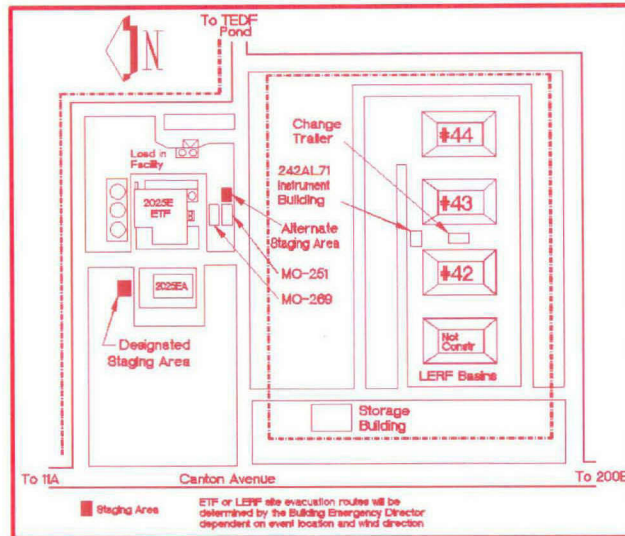 To TEDF
Pond
N
Load in
Facility
2025E
ETF
Change
Trailer
242AL71
Instrument
Building
Alternate
Staging Area
MO-251
MO-269
2025EA
Designated
Staging Area
#44
#43
#42
Not
Constr
LERF Basins
Storage
Building
To 11A
Canton Avenue
To 200E
Staging Area
ETF or LERF site evacuation routes will be
determined by the Building Emergency Director
dependent on event location and wind direction